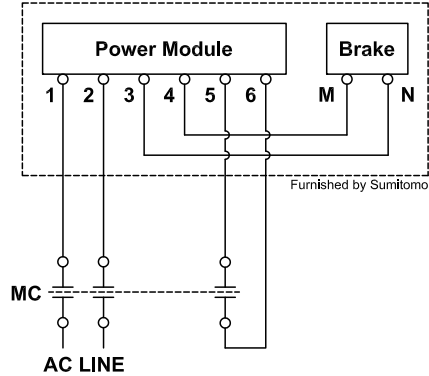 Power Module
Brake
1 2 3 4 5 6 M N
Furnished by Sumitomo
MC
AC LINE